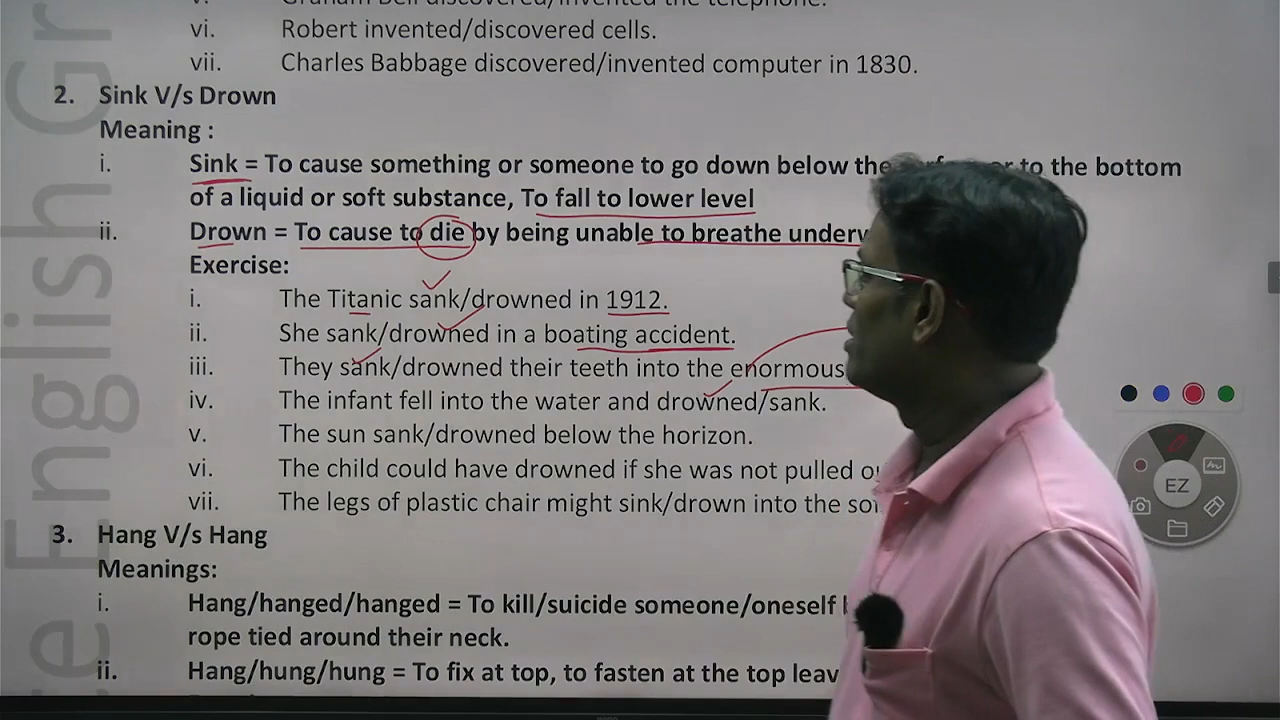 Graham Bell discovered/invented the telephone.
vi. Robert invented/discovered cells.
vii. Charles Babbage discovered/invented computer in 1830.
2. Sink V/s Drown
Meaning :
i. Sink = To cause something or someone to go down below the to the bottom
of a liquid or soft substance, To fall to lower level
ii. Drown = To cause to die by being unable to breathe
Exercise:
i. The Titanic sank/drowned in 1912.
ii. She sank/drowned in a boating accident.
iii. They sank/drowned their teeth into the enormous
iv. The infant fell into the water and drowned/sank.
v. The sun sank/drowned below the horizon.
vi. The child could have drowned if she was not pulled
vii. The legs of plastic chair might sink/drown into the
3. Hang V/s Hang
Meanings:
i. Hang/hanged/hanged = To kill/suicide someone/oneself
rope tied around their neck.
ii. Hang/hung/hung = To fix at top, to fasten at the top
English
EZ